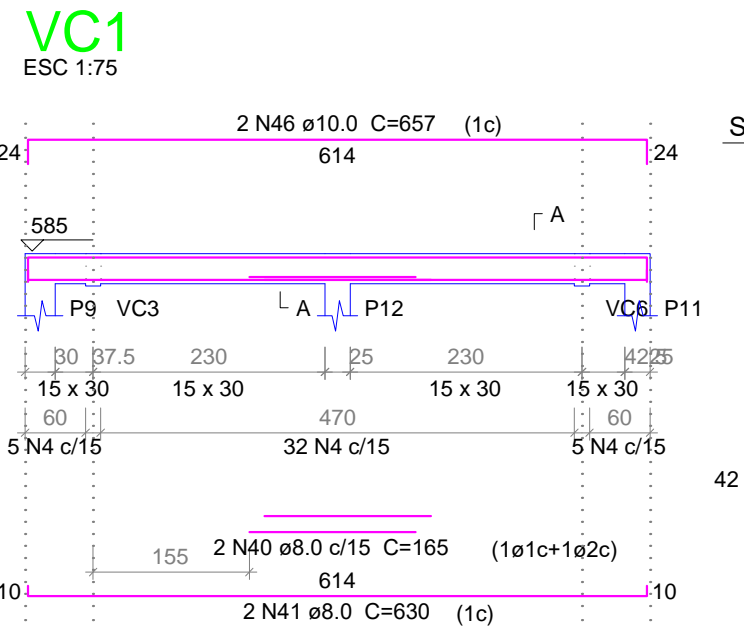 VC1
ESC 1:75
2 N46 ø10.0 C=657 (1c)
S
24 614 24
585
A
P9 VC3 A P12 VC6 P11
30 37.5 230 25 230
15 x 30 15 x 30 15 x 30 15 x 30
60 470 60
5 N4 c/15 32 N4 c/15 5 N4 c/15
42
2 N40 ø8.0 c/15 C=165 (1ø1c+1ø2c)
155
10 614 10
2 N41 ø8.0 C=630 (1c)